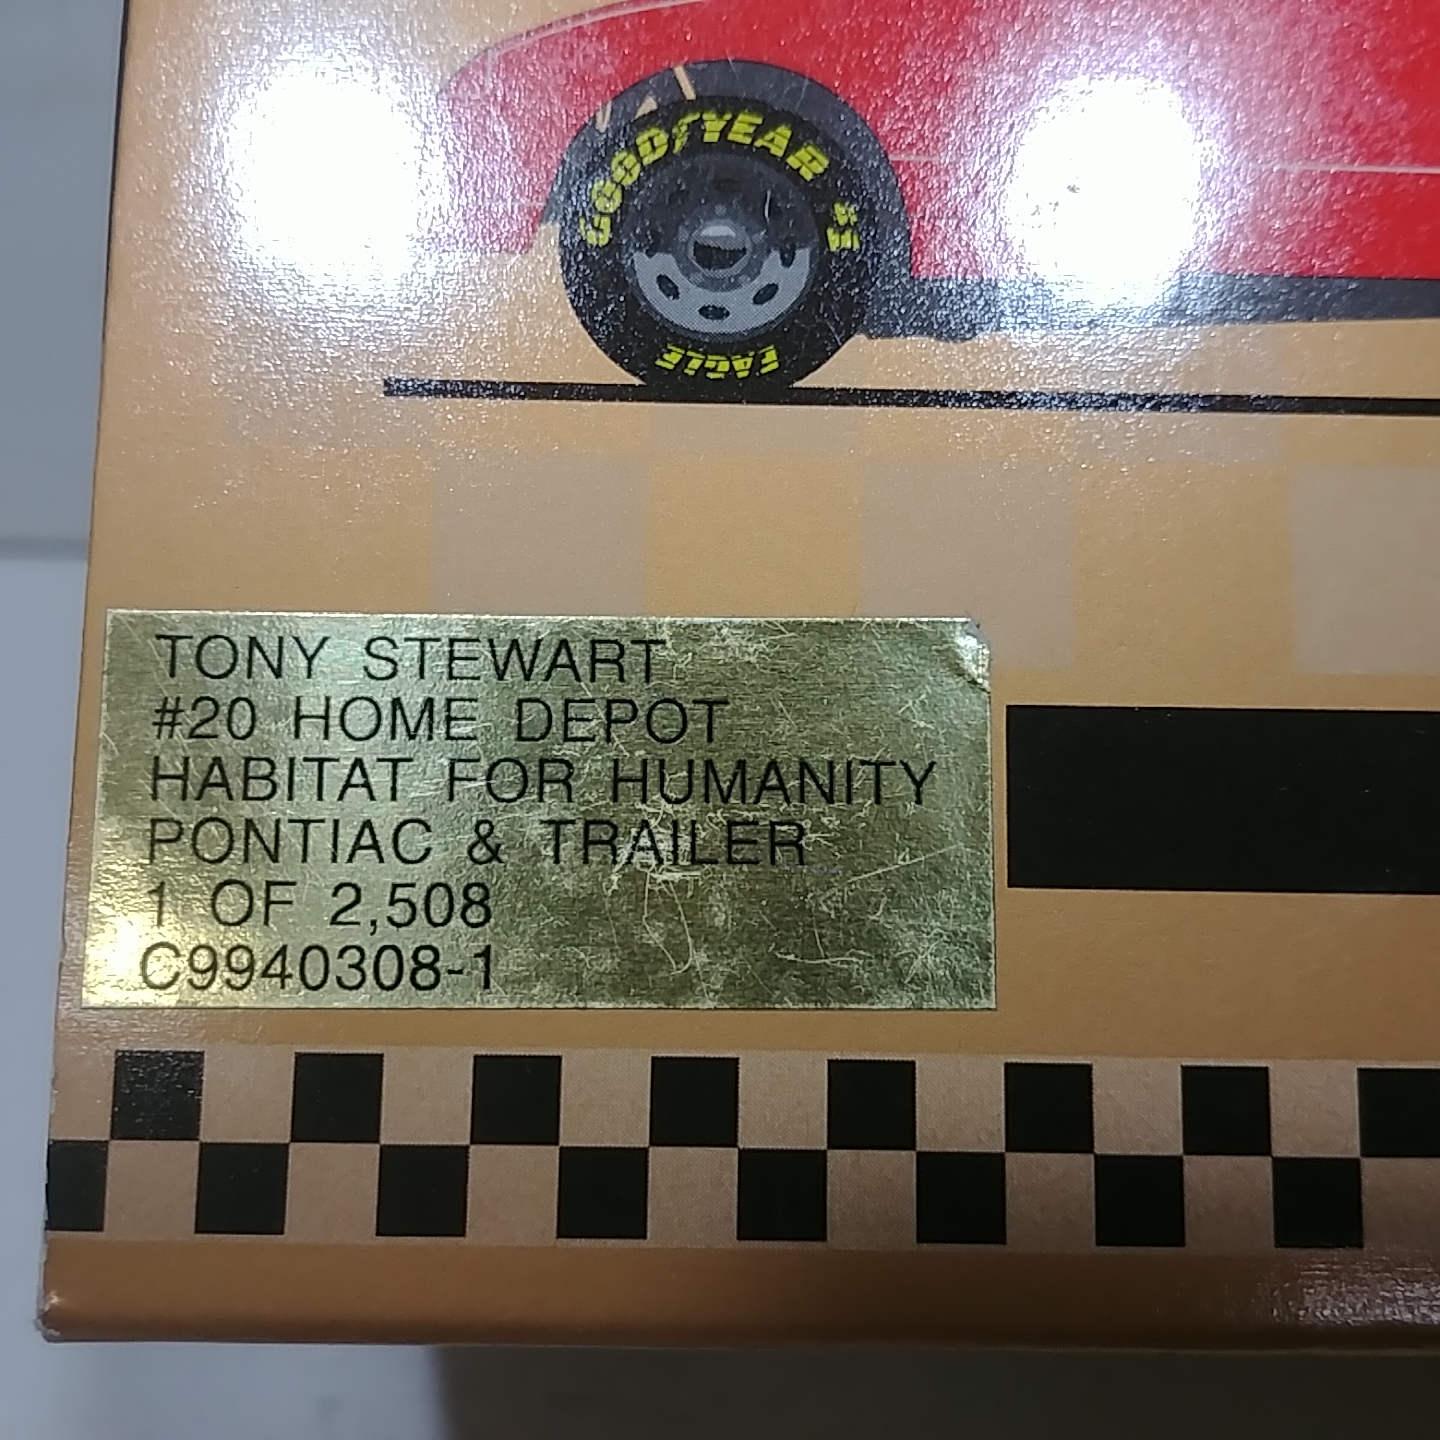 GOODYEAR
EAGLE
TONY STEWART
#20 HOME DEPOT
HABITAT FOR HUMANITY
PONTIAC & TRAILER
1 OF 2,508
C9940308-1